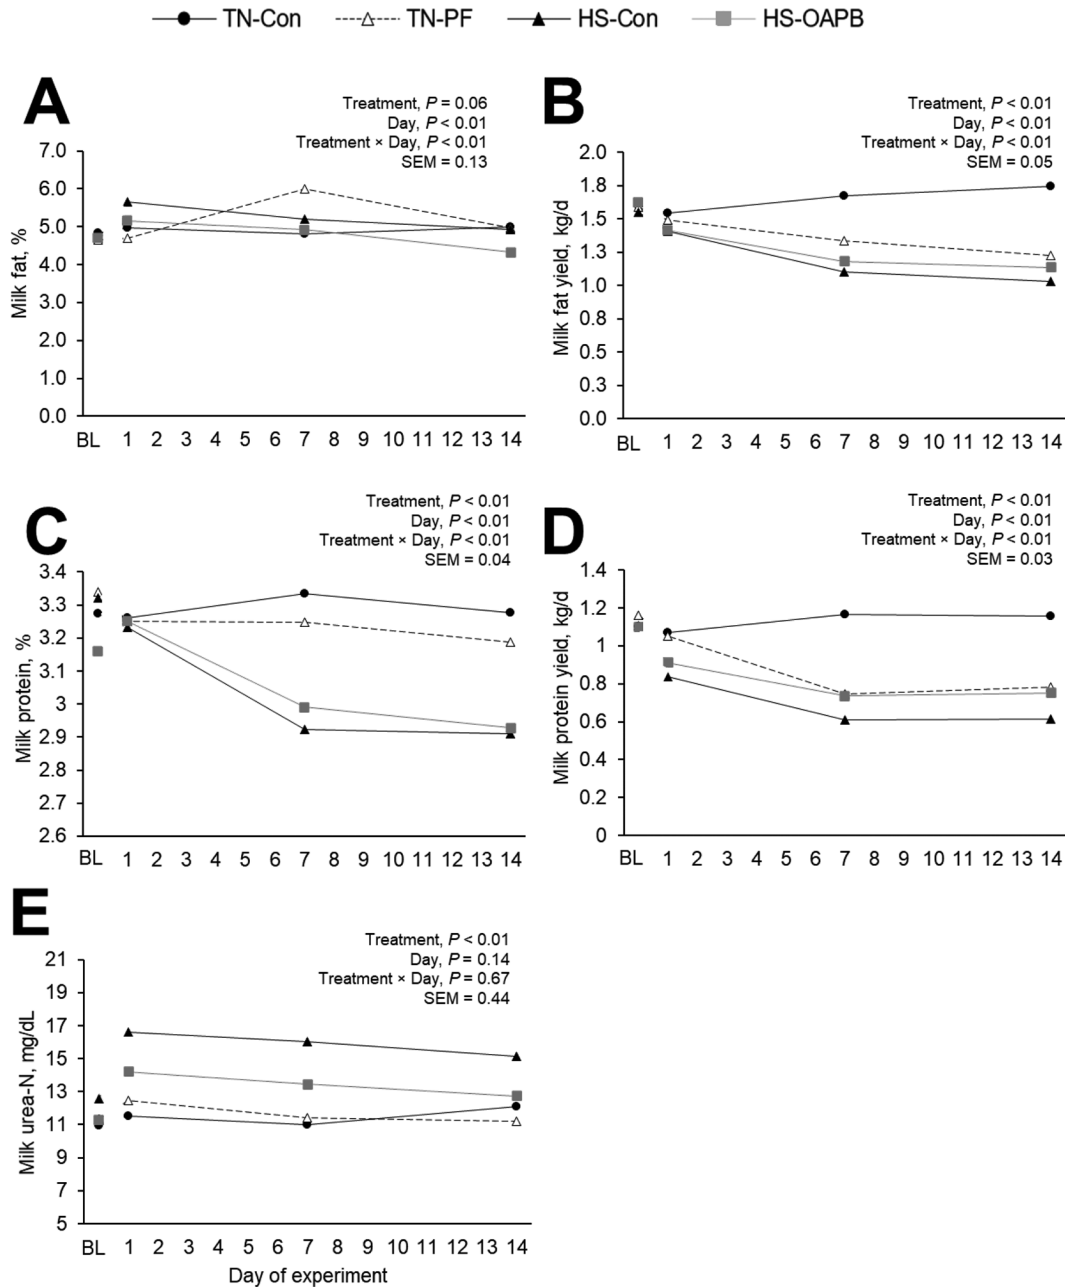 TN-Con TN-PF HS-Con HS-OAPB
A
Treatment, P = 0.06
Day, P < 0.01
Treatment × Day, P < 0.01
SEM = 0.13
Milk fat, %
7.0
6.0
5.0
4.0
3.0
2.0
1.0
0.0
BL 1 2 3 4 5 6 7 8 9 10 11 12 13 14
B
Treatment, P < 0.01
Day, P < 0.01
Treatment × Day, P < 0.01
SEM = 0.05
Milk fat yield, kg/d
2.0
1.8
1.5
1.3
1.0
0.8
0.5
0.3
0.0
BL 1 2 3 4 5 6 7 8 9 10 11 12 13 14
C
Treatment, P < 0.01
Day, P < 0.01
Treatment × Day, P < 0.01
SEM = 0.04
Milk protein, %
3.4
3.3
3.2
3.1
3
2.9
2.8
2.7
2.6
BL 1 2 3 4 5 6 7 8 9 10 11 12 13 14
D
Treatment, P < 0.01
Day, P < 0.01
Treatment × Day, P < 0.01
SEM = 0.03
Milk protein yield, kg/d
1.4
1.2
1
0.8
0.6
0.4
0.2
0
BL 1 2 3 4 5 6 7 8 9 10 11 12 13 14
E
Treatment, P < 0.01
Day, P = 0.14
Treatment × Day, P = 0.67
SEM = 0.44
Milk urea-N, mg/dL
21
19
17
15
13
11
9
7
5
BL 1 2 3 4 5 6 7 8 9 10 11 12 13 14
Day of experiment